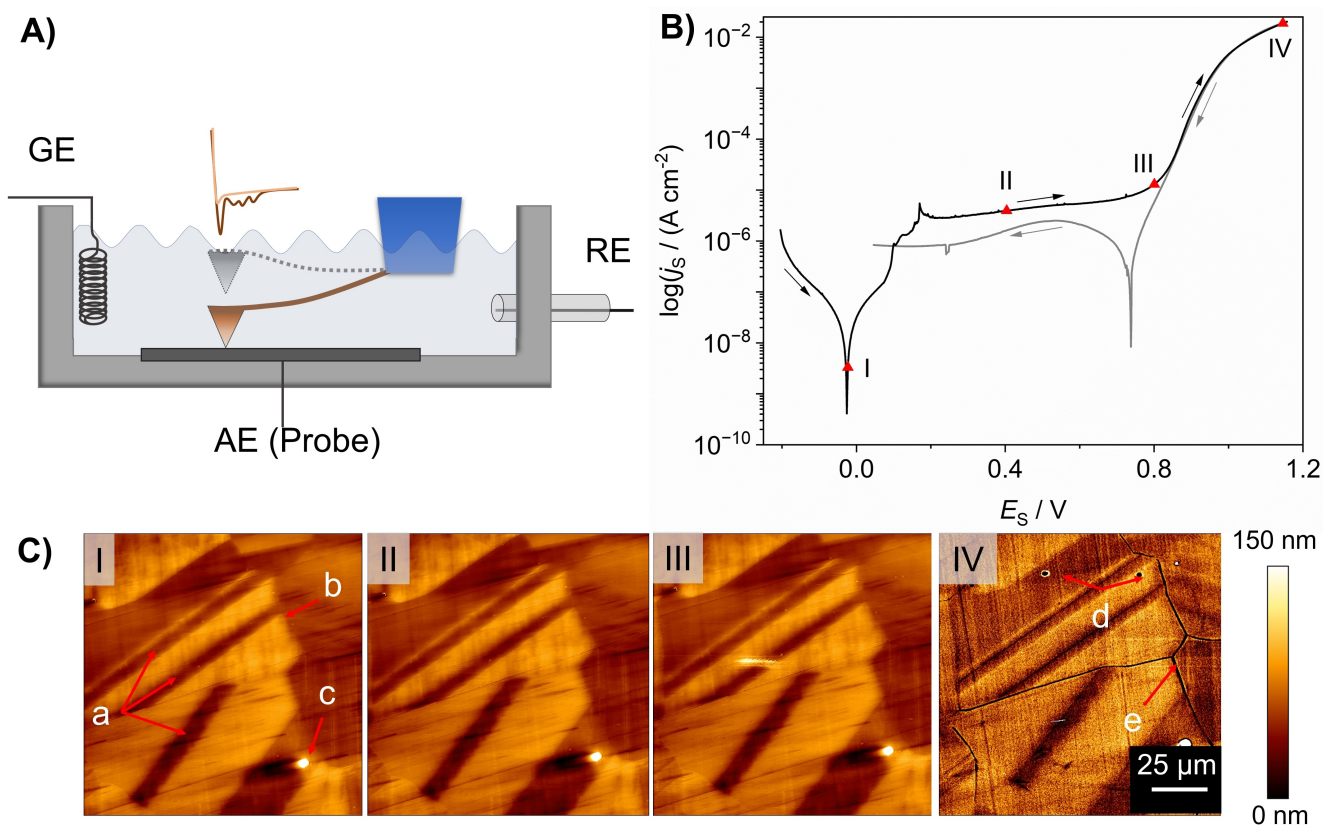 A)
GE
RE
AE (Probe)
B)
log(jS / (A cm-2)
10−2
10−4
10−6
10−8
10−10
0.0
0.4
0.8
1.2
ES / V
I
II
III
IV
C)
I
II
III
IV
a
b
c
d
e
25 µm
150 nm
0 nm